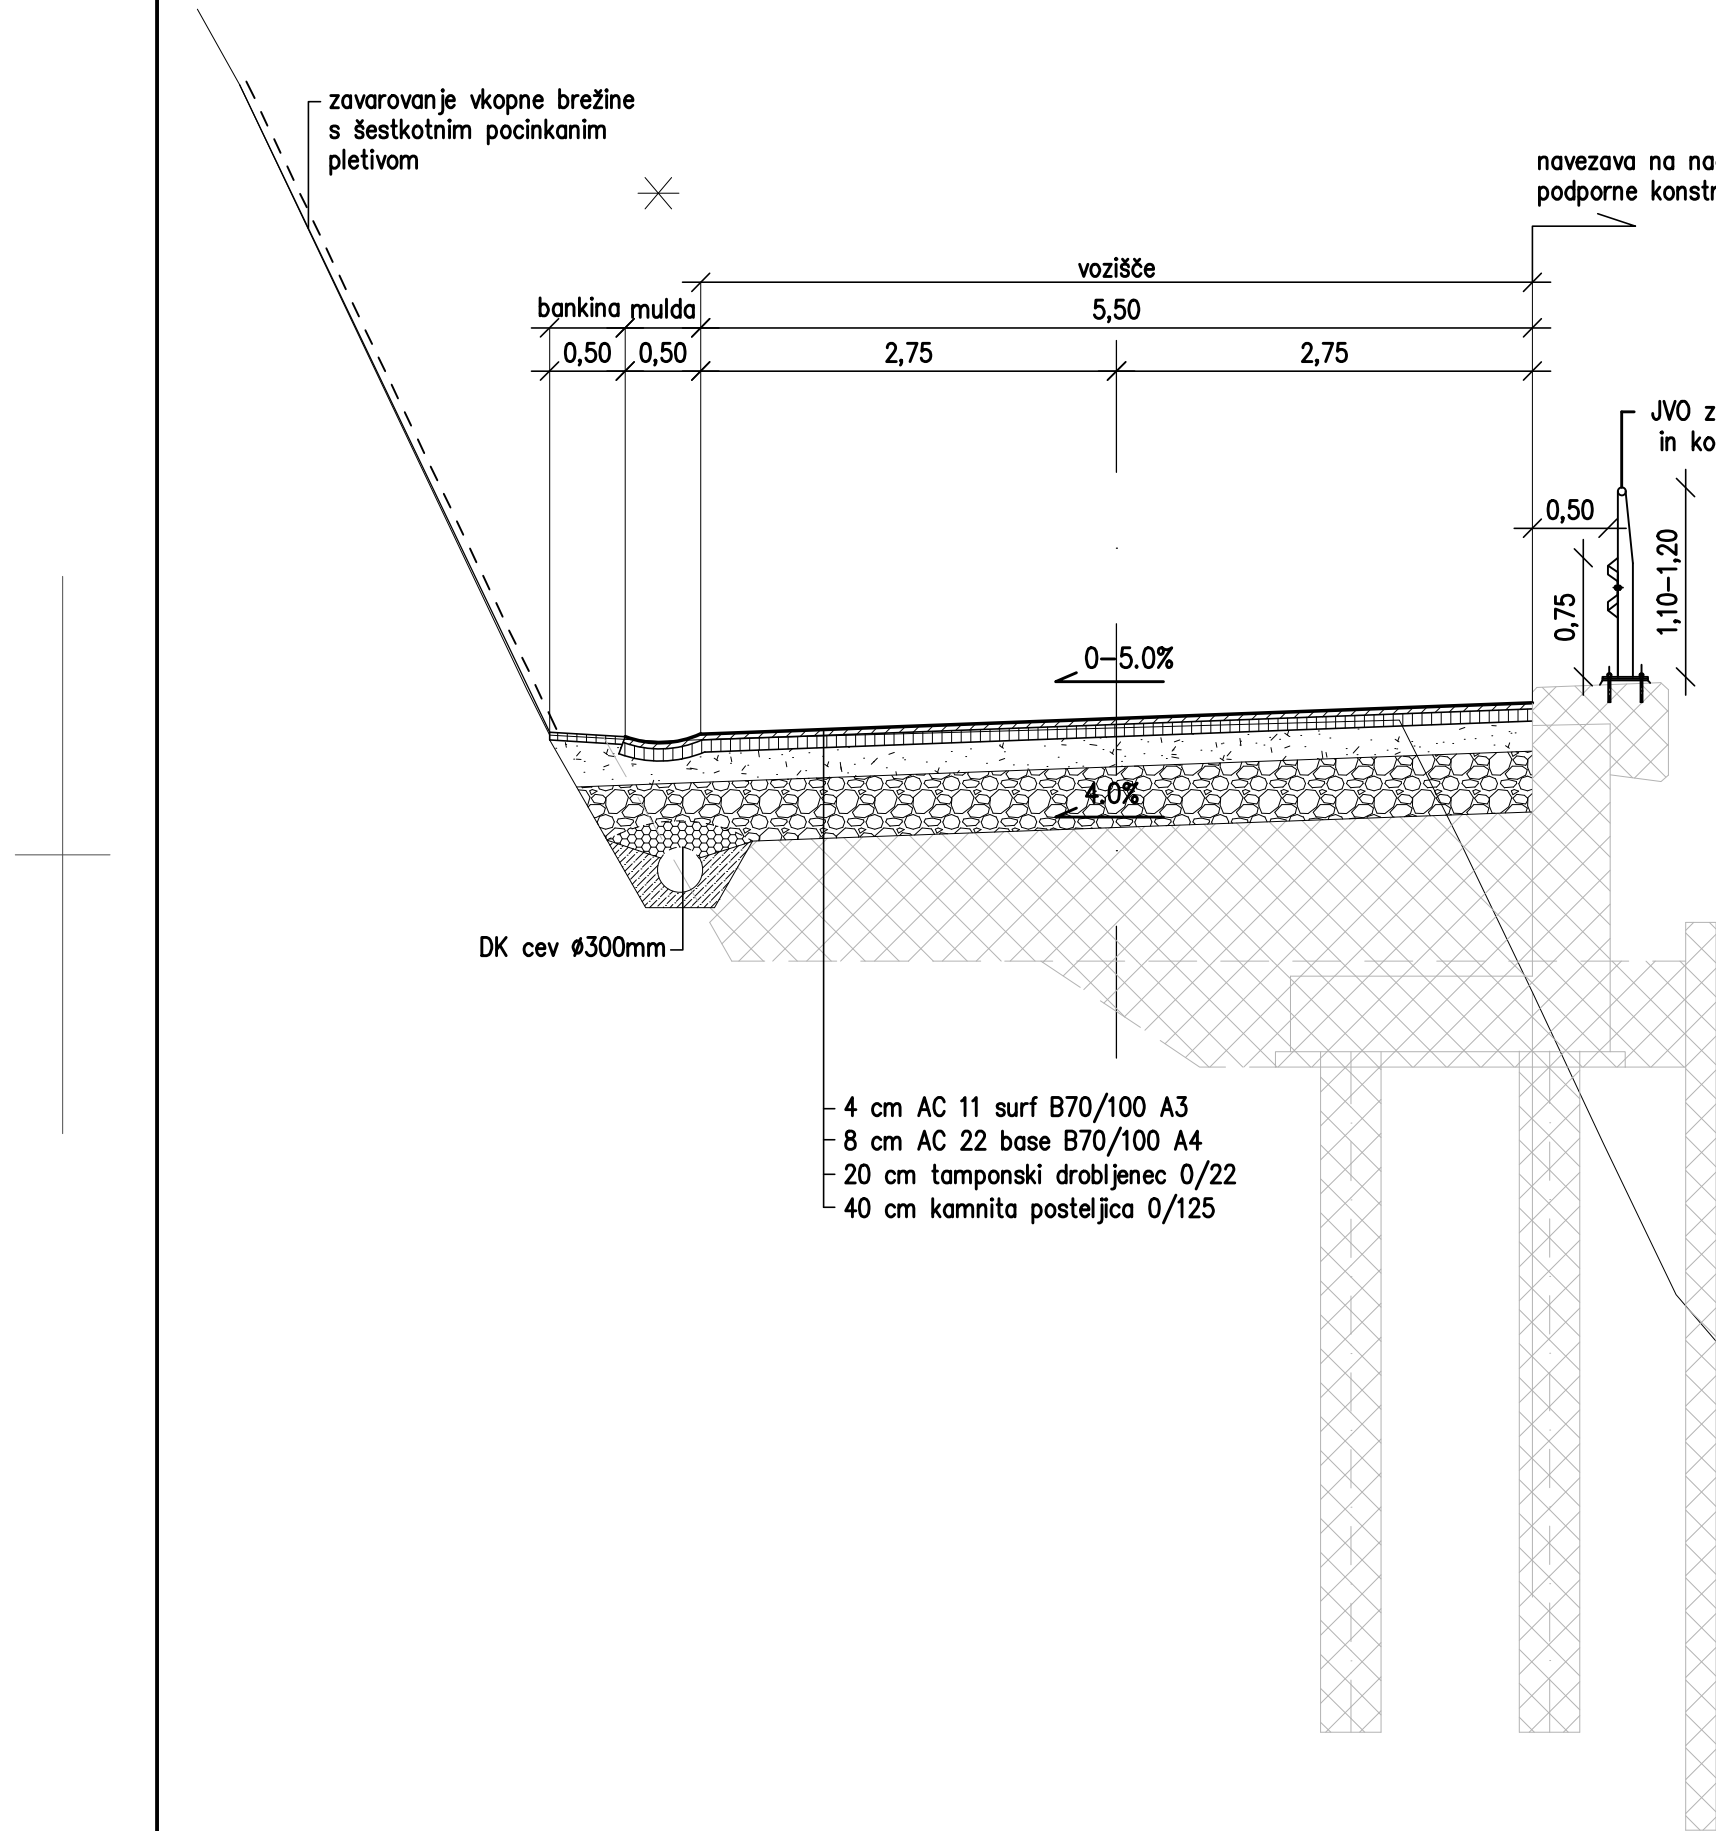 zavarovanje vkopne brežine
s šestkotnim pocinkanim
pletivom
navezava na
podporne
vozišče
bankina mulda
5,50
0,50 0,50 2,75 2,75
JVO z
in
0,50
0,75
1,10-1,20
0-5.0%
4.0%
DK cev ø300mm
4 cm AC 11 surf B70/100 A3
8 cm AC 22 base B70/100 A4
20 cm tamponski drobljenec 0/22
40 cm kamnita posteljica 0/125